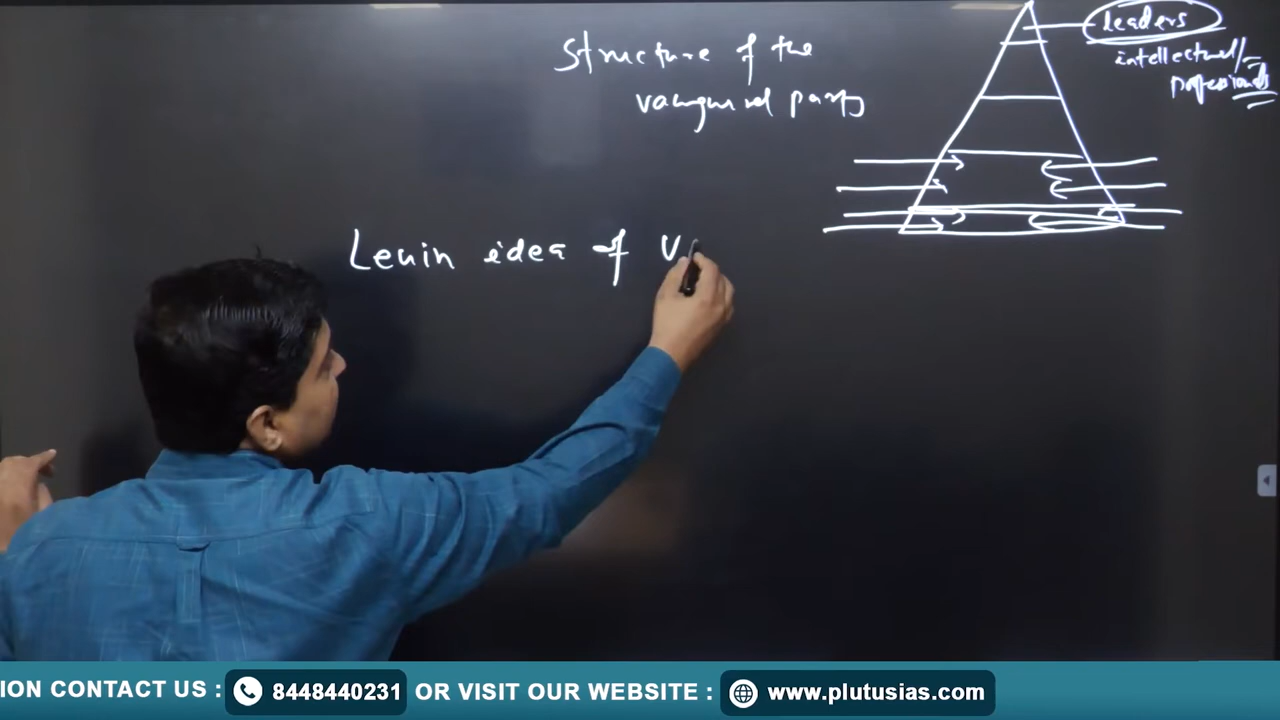 Structure of the
vanguard party
leaders
intellectual/
professionals
Lenin idea of V
ION CONTACT US : 8448440231 OR VISIT OUR WEBSITE : www.plutusias.com